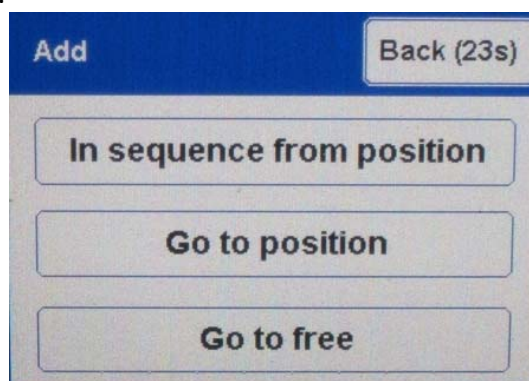 Add
Back (23s)
In sequence from position
Go to position
Go to free